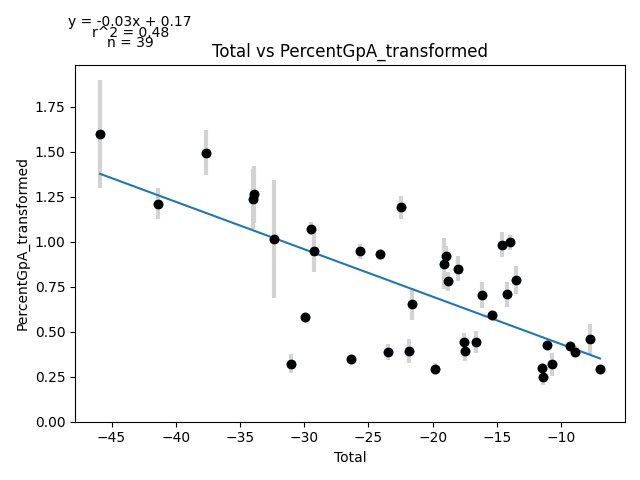 y = -0.03x + 0.17
r^2 = 0.48
n = 39
Total vs PercentGpA_transformed
PercentGpA_transformed
1.75
1.50
1.25
1.00
0.75
0.50
0.25
0.00
−45 −40 −35 −30 −25 −20 −15 −10
Total